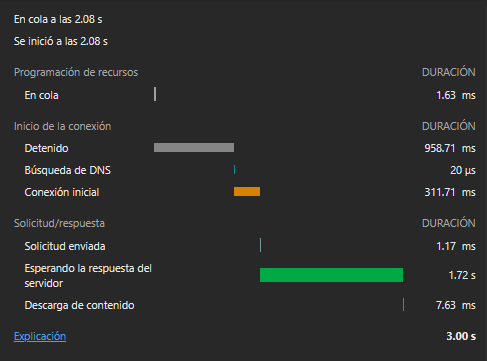 En cola a las 2.08 s
Se inició a las 2.08 s
Programación de recursos DURACIÓN
En cola 1.63 ms
Inicio de la conexión DURACIÓN
Detenido 958.71 ms
Búsqueda de DNS 20 µs
Conexión inicial 311.71 ms
Solicitud/respuesta DURACIÓN
Solicitud enviada 1.17 ms
Esperando la respuesta del
servidor 1.72 s
Descarga de contenido 7.63 ms
Explicación 3.00 s